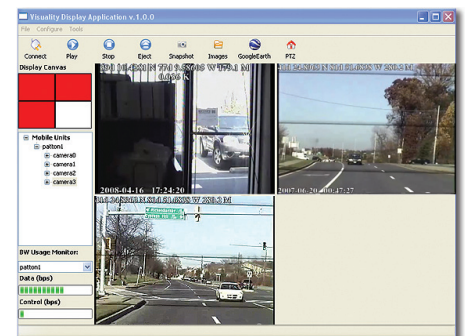 Visuality Display Application v.1.0.0
File Configure Tools
Connect Play Stop Eject Snapshot Images GoogleEarth PTZ
Display Canvas
Mobile Units
patton1
camera0
camera1
camera2
camera3
2008-04-16 17:24:20
2007-06-20 +00:47:27
BW Usage Monitor:
patton1
Data (bps)
Control (bps)